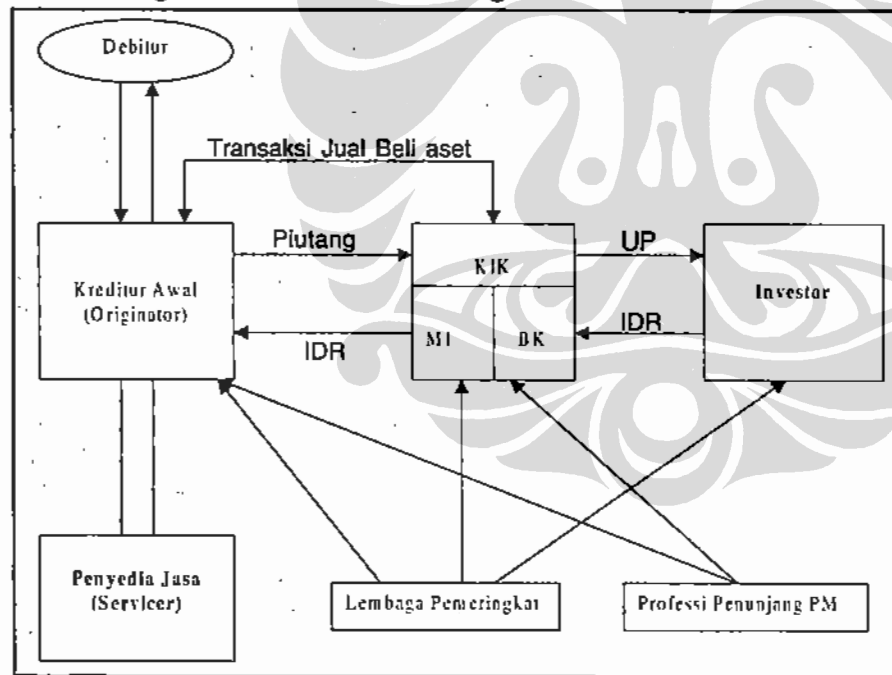 Debitur
Transaksi Jual Beli aset
Piutang
UP
KIK
Kreditur Awal
(Originator)
Investor
IDR
MI
BK
IDR
Penyedia Jasa
(Servicer)
Lembaga Pemeringkat
Professi Penunjang PM